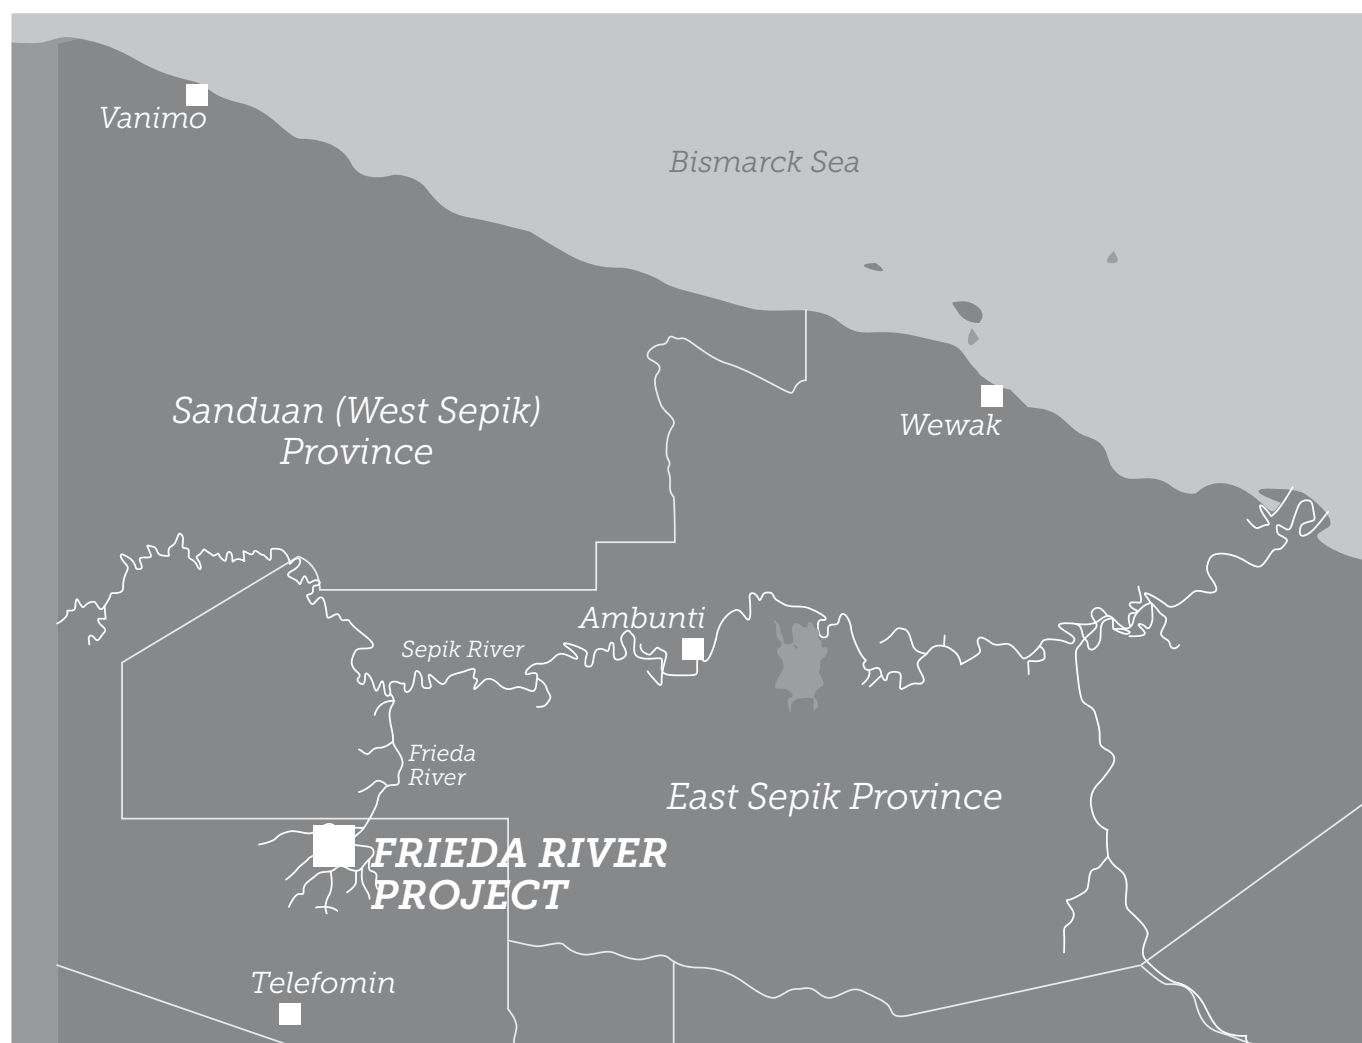 Vanimo
Bismarck Sea
Sanduan (West Sepik)
Province
Wewak
Ambunti
Sepik River
Frieda
River
East Sepik Province
FRIEDA RIVER
PROJECT
Telefomin